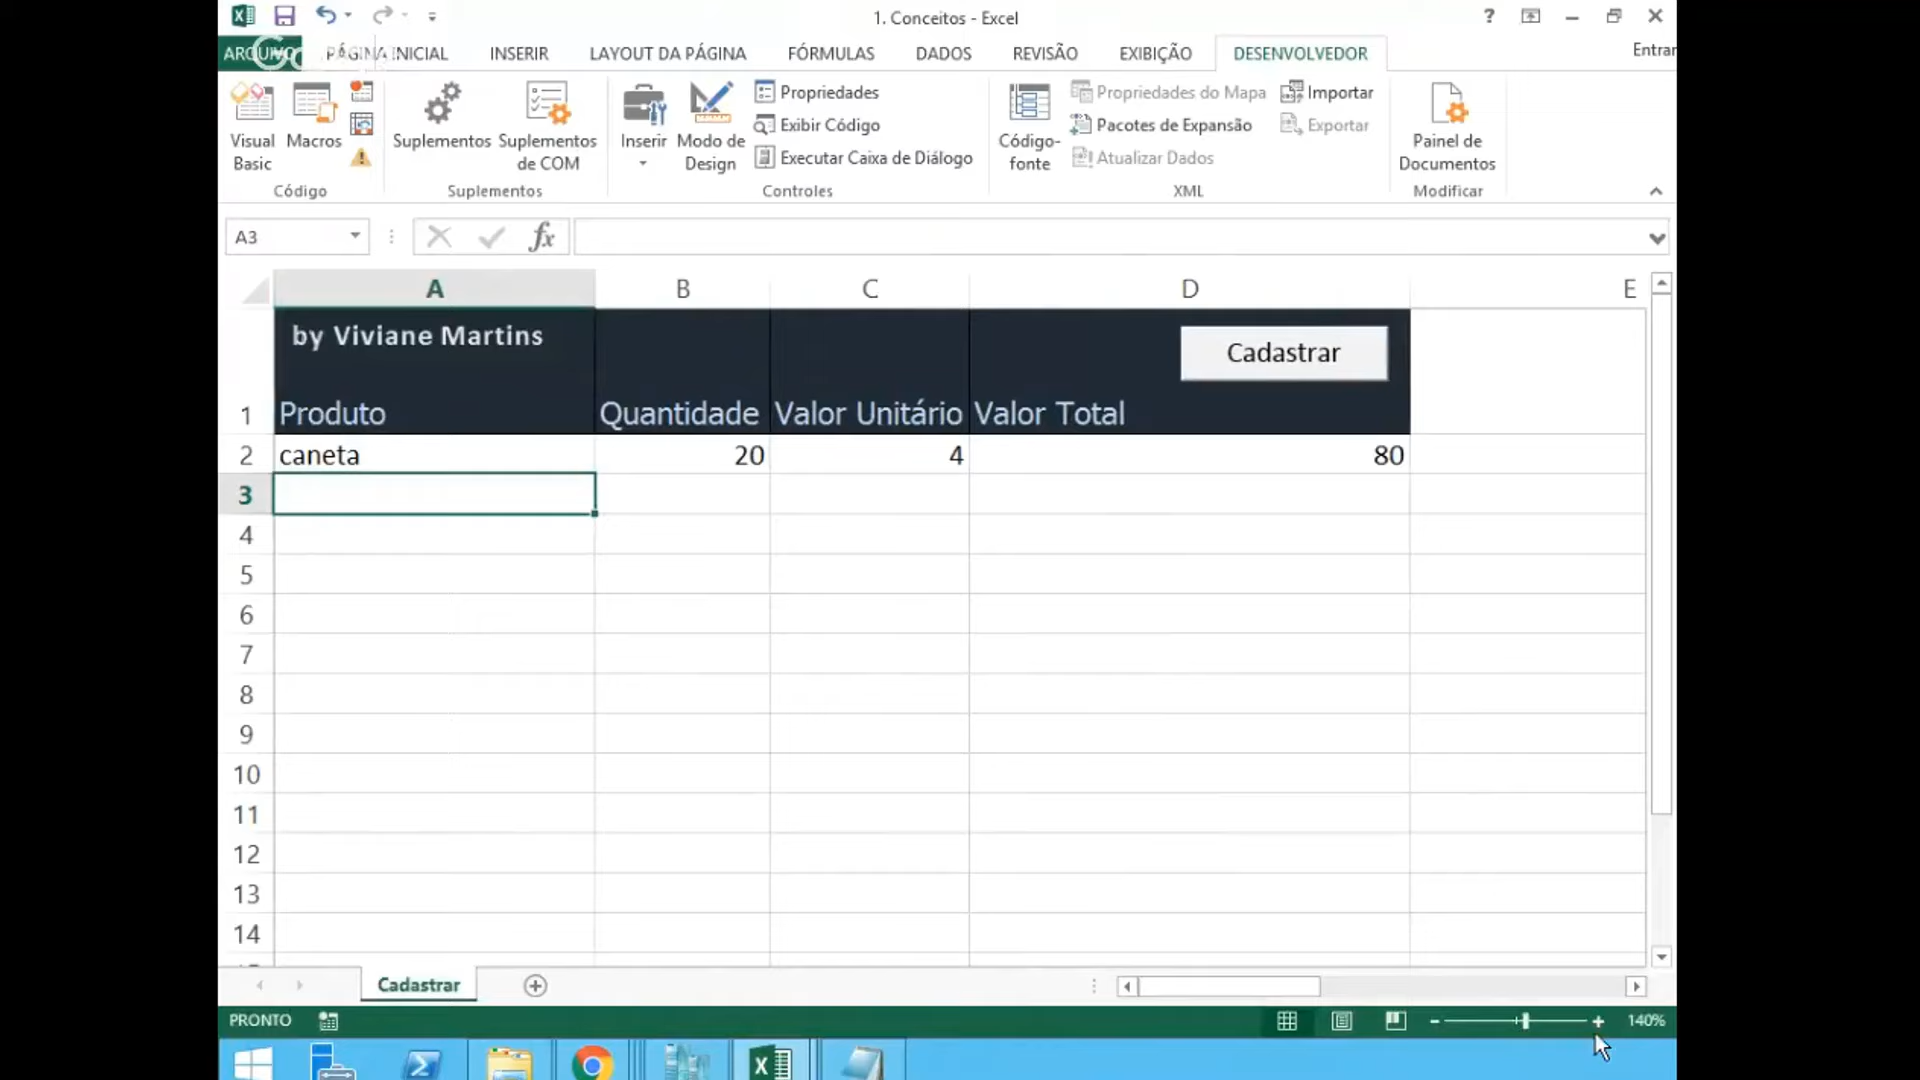 1. Conceitos - Excel
?
ARQUIVO PÁGINA INICIAL INSERIR LAYOUT DA PÁGINA FÓRMULAS DADOS REVISÃO EXIBIÇÃO DESENVOLVEDOR Entrar
Visual Basic
Macros
Suplementos
Suplementos de COM
Inserir
Modo de Design
Propriedades
Exibir Código
Executar Caixa de Diálogo
Código-fonte
Propriedades do Mapa
Pacotes de Expansão
Atualizar Dados
Importar
Exportar
Painel de Documentos
Código Suplementos Controles XML Modificar
A3 fx
A B C D E
by Viviane Martins
Cadastrar
1 Produto Quantidade Valor Unitário Valor Total
2 caneta 20 4 80
3
4
5
6
7
8
9
10
11
12
13
14
Cadastrar
PRONTO 140%